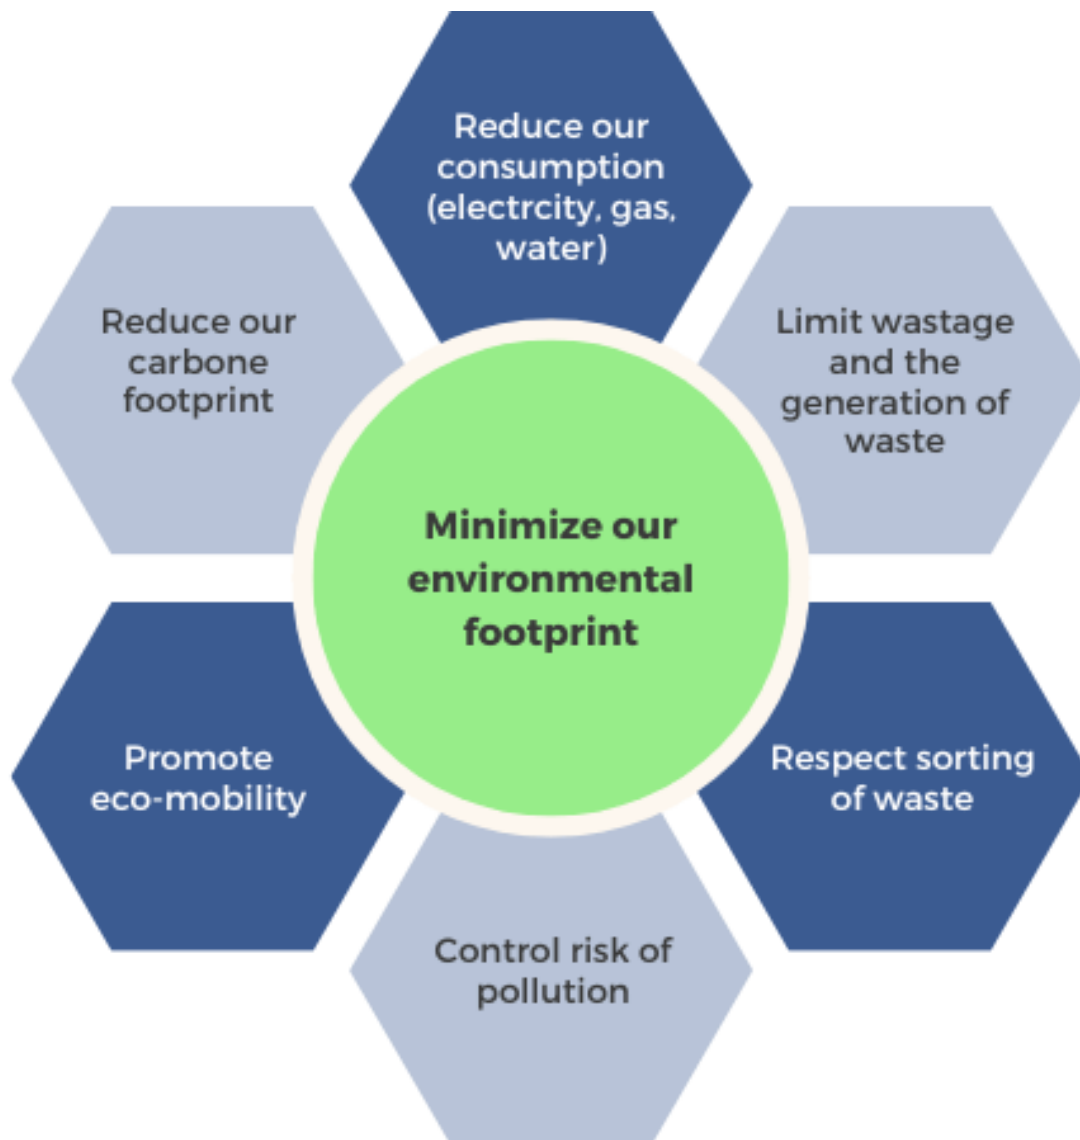 Reduce our
consumption
(electrcity, gas,
water)
Limit wastage
and the
generation of
waste
Respect sorting
of waste
Control risk of
pollution
Promote
eco-mobility
Reduce our
carbone
footprint
Minimize our
environmental
footprint